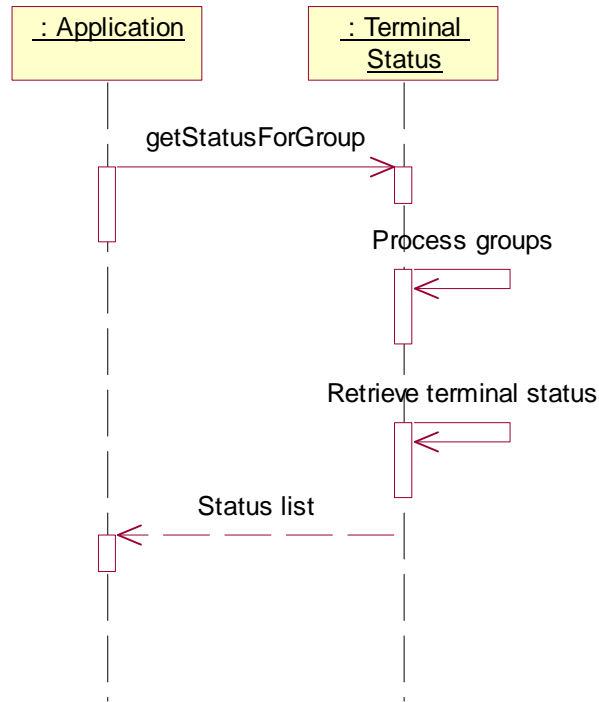 : Application
: Terminal
Status
getStatusForGroup
Process groups
Retrieve terminal status
Status list